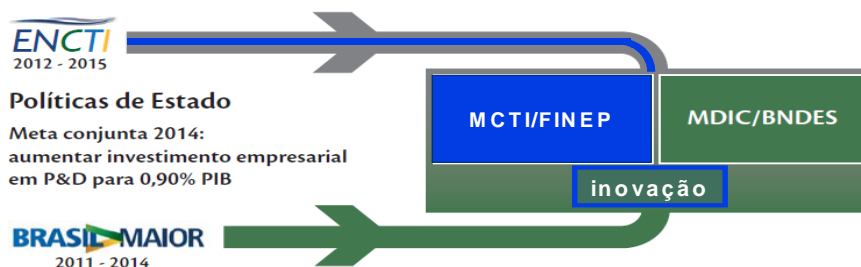 ENCTI
2012 - 2015
Políticas de Estado
Meta conjunta 2014:
aumentar investimento empresarial
em P&D para 0,90% PIB
BRASIL MAIOR
2011 - 2014
MCTI/FINEP
MDIC/BNDES
inovação